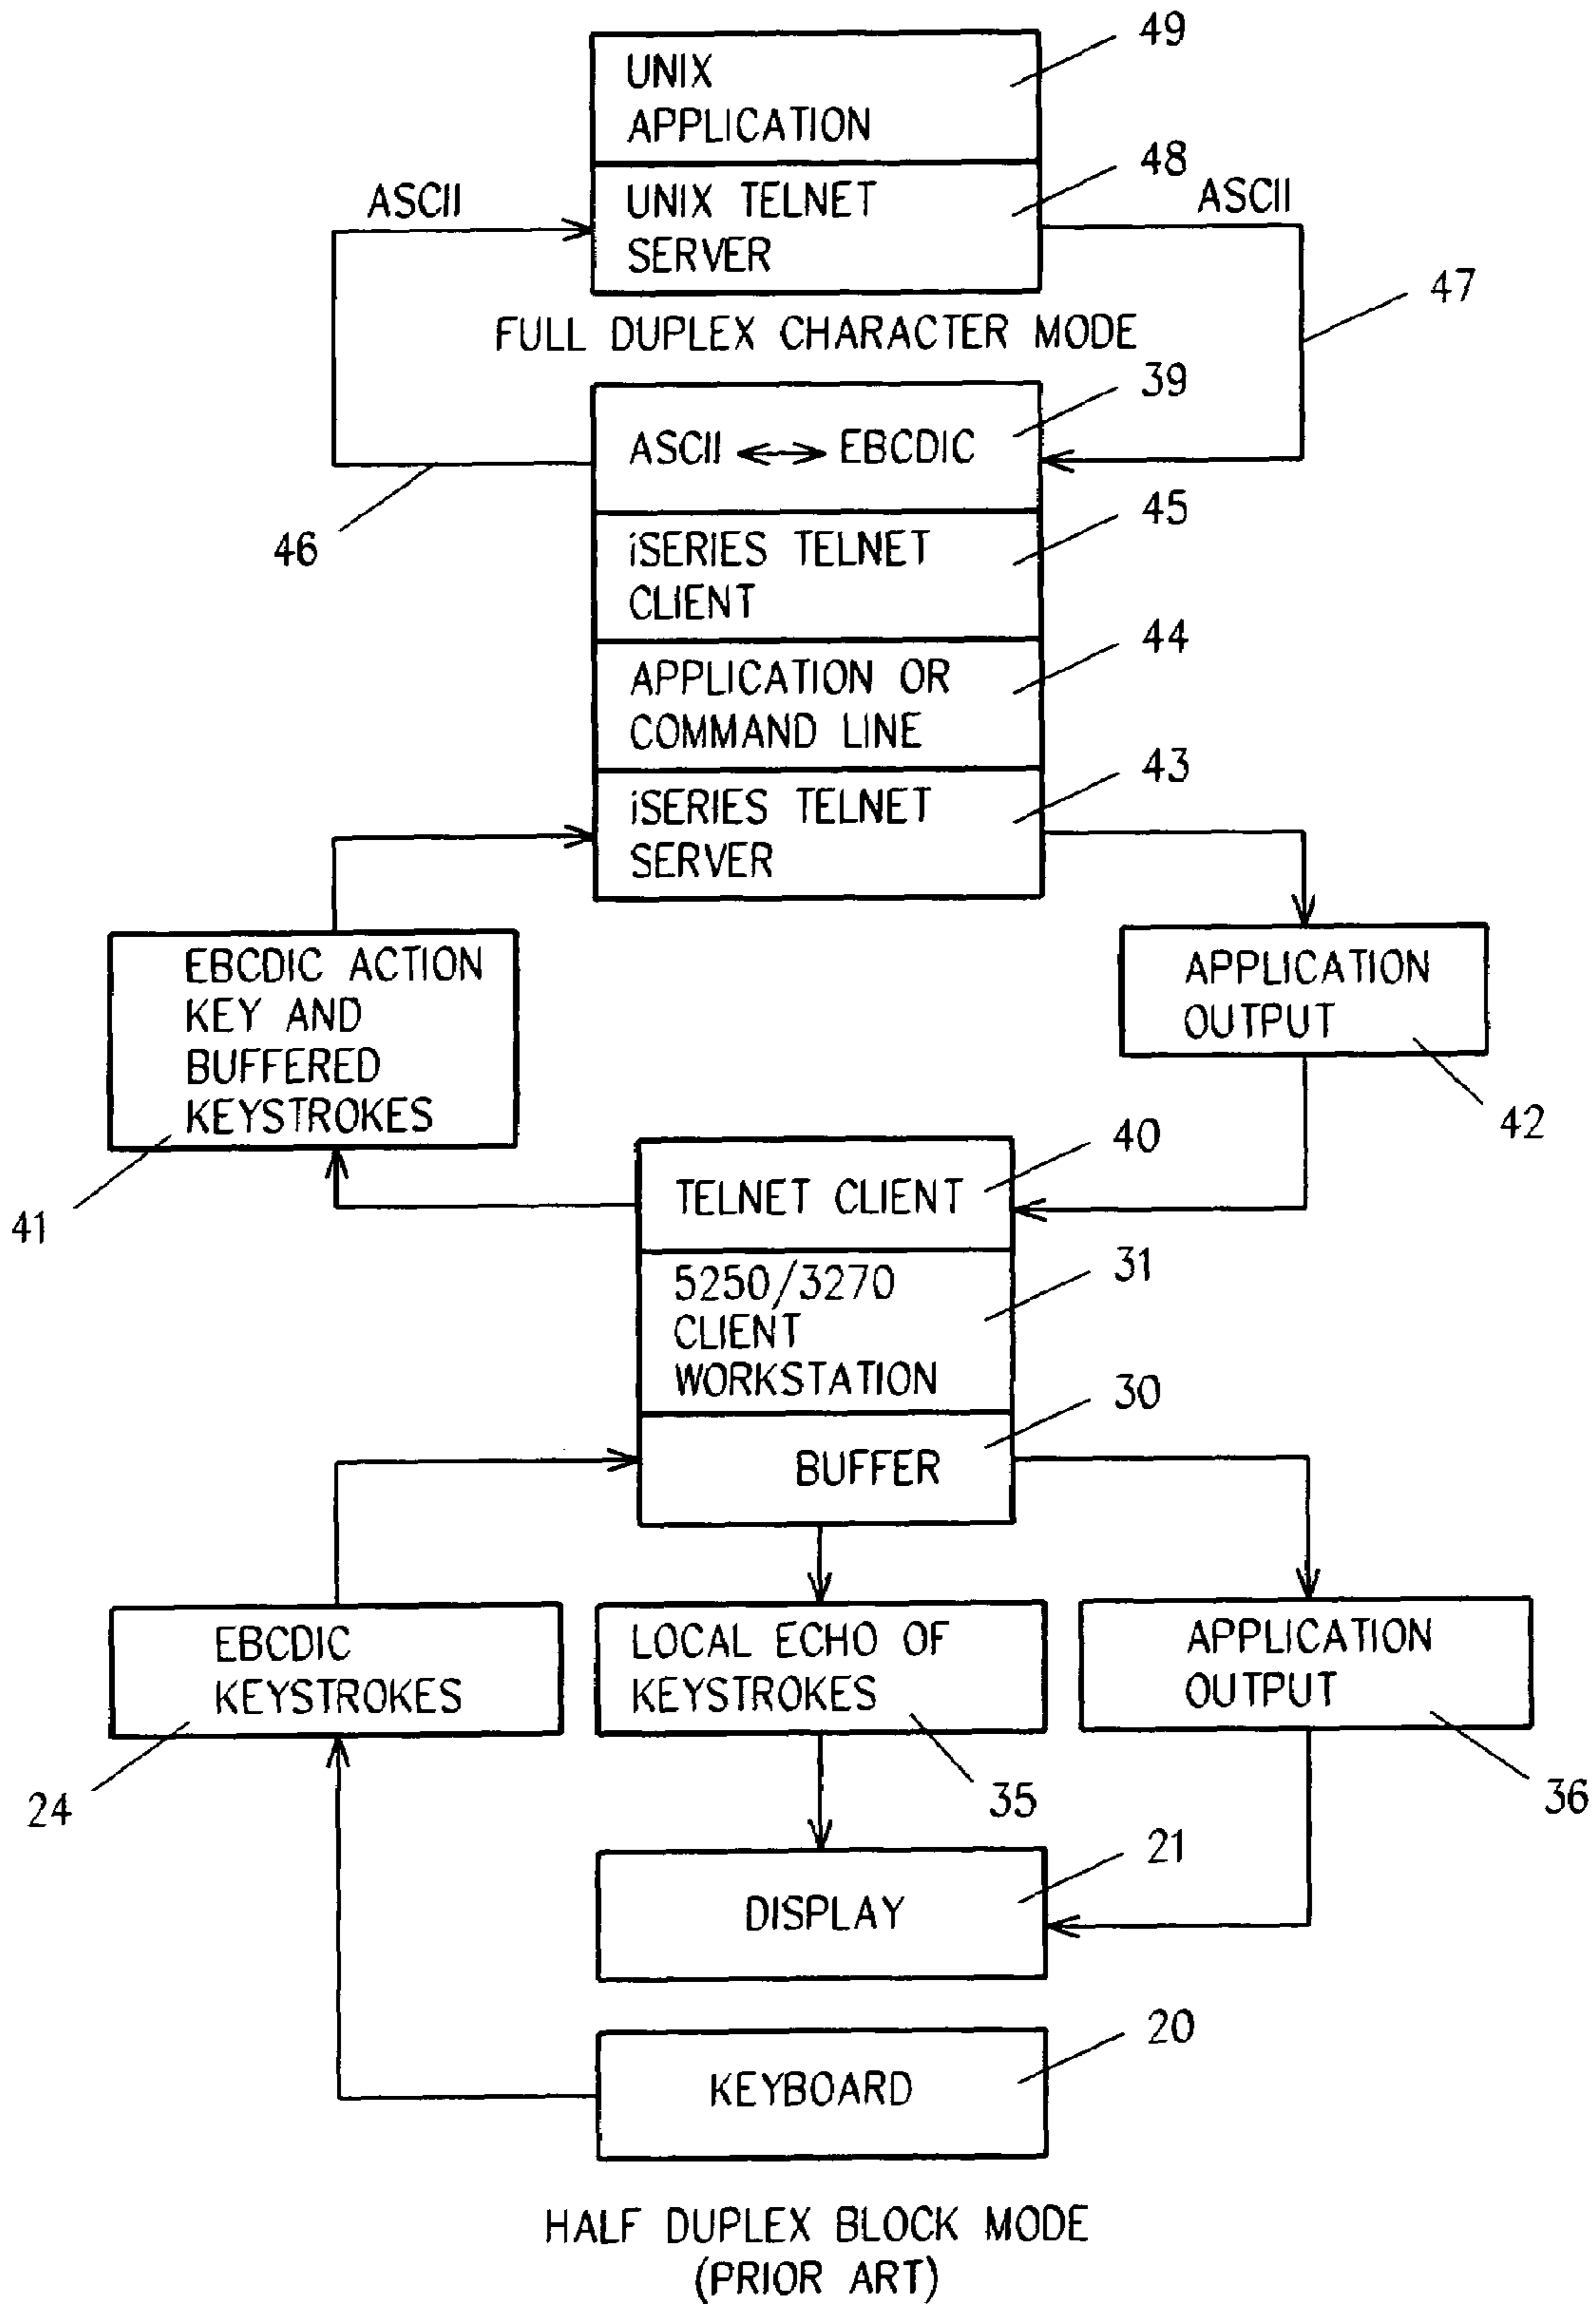 49
UNIX
APPLICATION
48
ASCII
UNIX TELNET
SERVER
ASCII
47
FULL DUPLEX CHARACTER MODE
39
ASCII ↔ EBCDIC
46
45
iSERIES TELNET
CLIENT
44
APPLICATION OR
COMMAND LINE
43
iSERIES TELNET
SERVER
EBCDIC ACTION
KEY AND
BUFFERED
KEYSTROKES
41
APPLICATION
OUTPUT
42
40
TELNET CLIENT
31
5250/3270
CLIENT
WORKSTATION
30
BUFFER
EBCDIC
KEYSTROKES
24
LOCAL ECHO OF
KEYSTROKES
35
APPLICATION
OUTPUT
36
21
DISPLAY
20
KEYBOARD
HALF DUPLEX BLOCK MODE
(PRIOR ART)